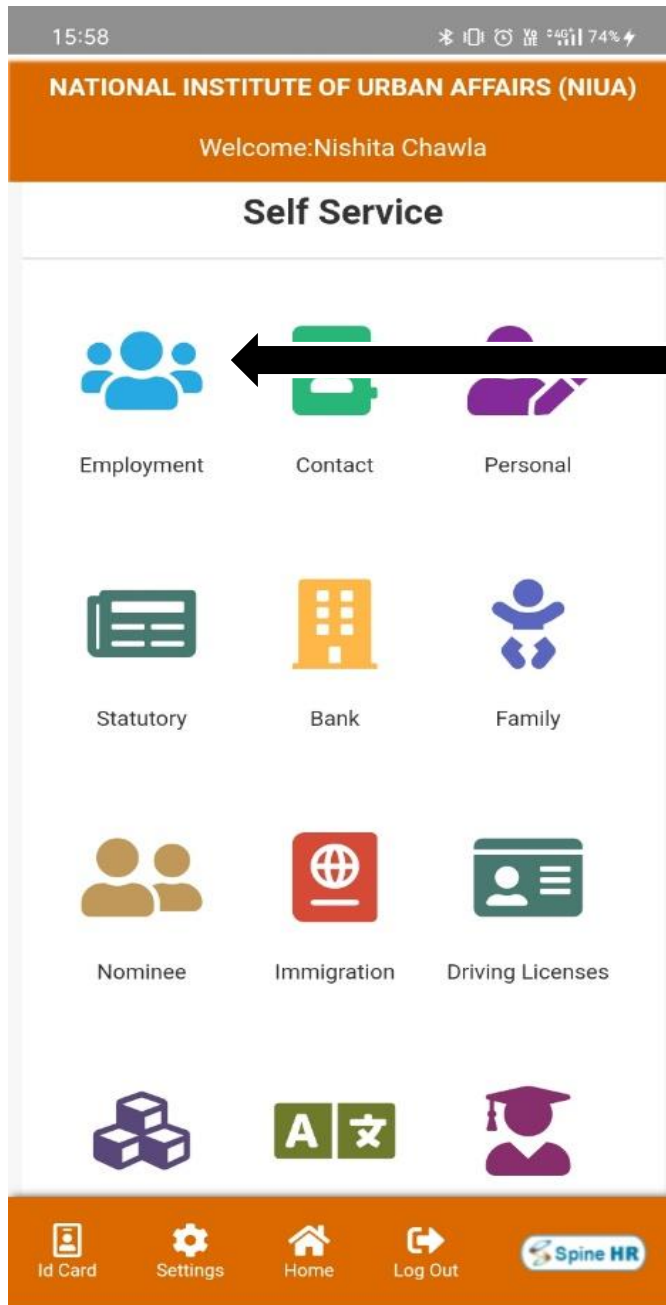 15:58 74%
NATIONAL INSTITUTE OF URBAN AFFAIRS (NIUA)
Welcome:Nishita Chawla
Self Service
Employment Contact Personal
Statutory Bank Family
Nominee Immigration Driving Licenses
A 文
Id Card Settings Home Log Out Spine HR